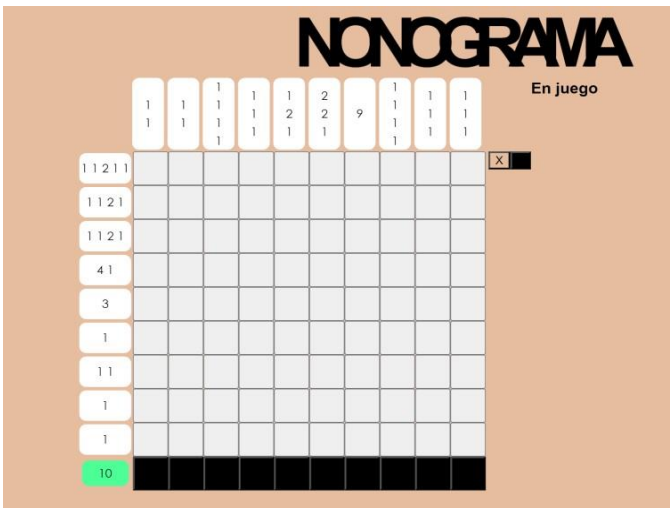 NONOGRAMA
En juego
1 1 1 1 1 2 9 1 1 1
1 1 1 1 2 2 1 1 1
1 1 1 1 1 1 1
1 1
X
1 1 2 1 1
1 1 2 1
1 1 2 1
4 1
3
1
1 1
1
1
10